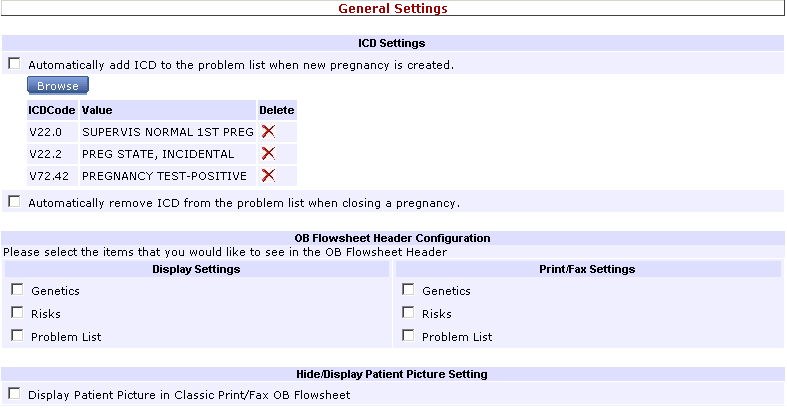 General Settings
ICD Settings
Automatically add ICD to the problem list when new pregnancy is created.
Browse
ICDCode Value Delete
V22.0 SUPERVIS NORMAL 1ST PREG
V22.2 PREG STATE, INCIDENTAL
V72.42 PREGNANCY TEST-POSITIVE
Automatically remove ICD from the problem list when closing a pregnancy.
OB Flowsheet Header Configuration
Please select the items that you would like to see in the OB Flowsheet Header
Display Settings Print/Fax Settings
Genetics Genetics
Risks Risks
Problem List Problem List
Hide/Display Patient Picture Setting
Display Patient Picture in Classic Print/Fax OB Flowsheet